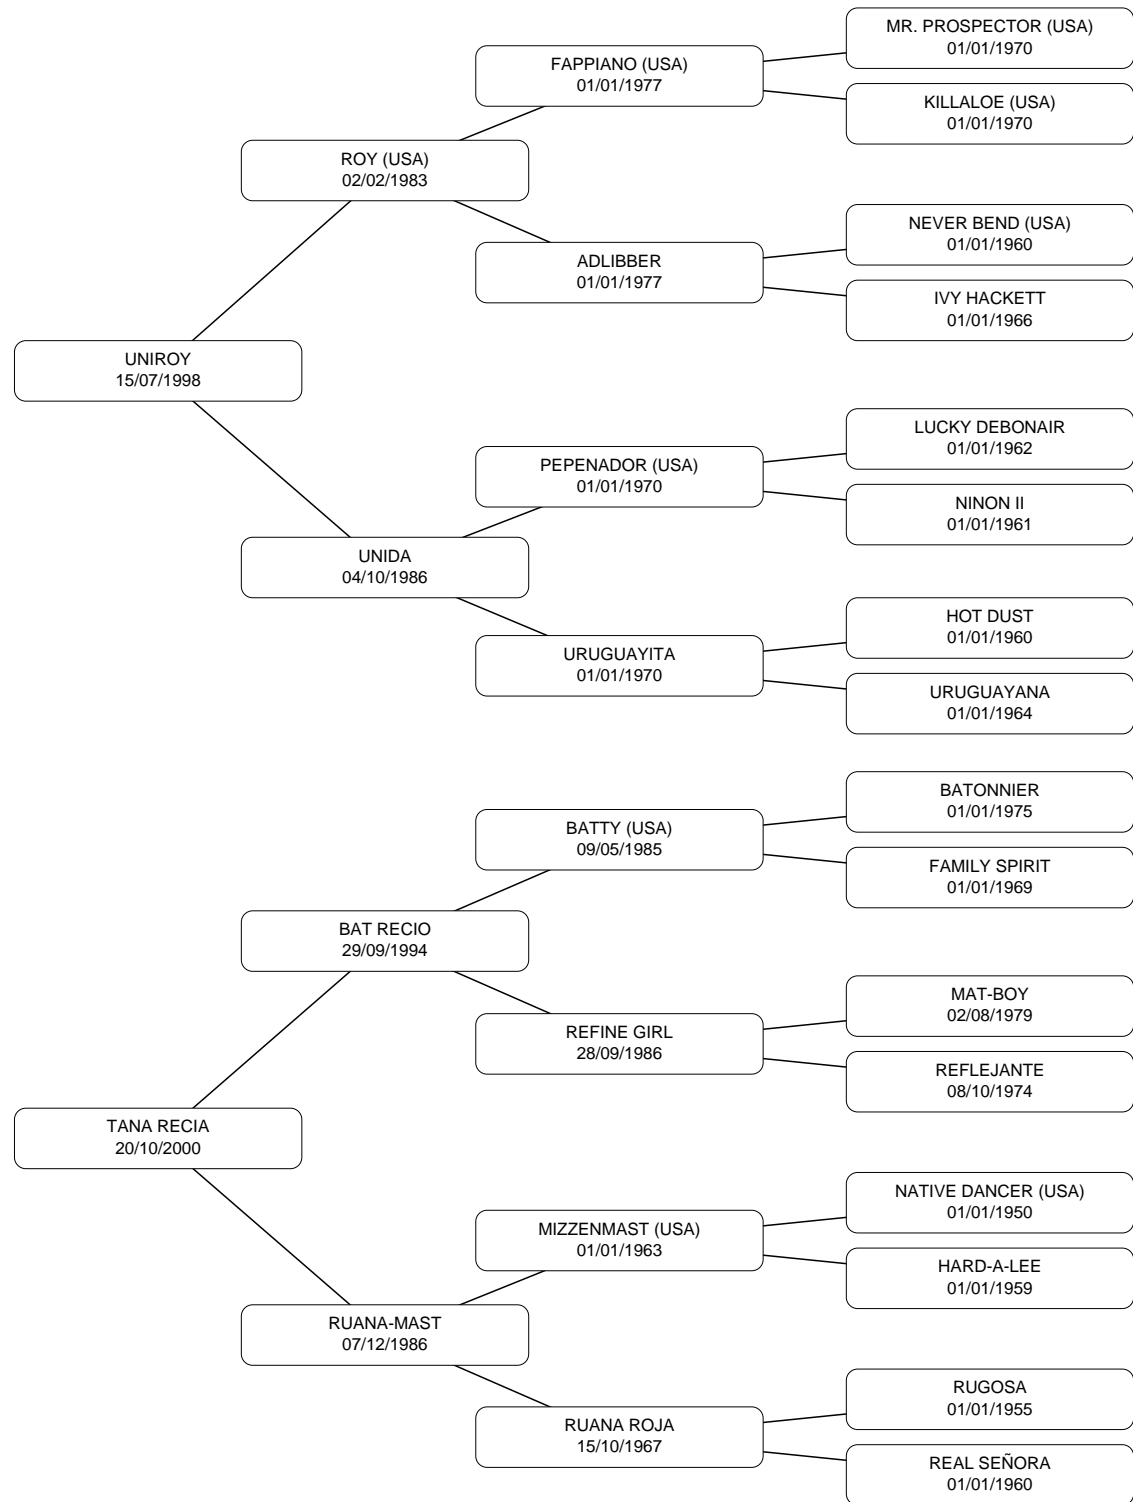 MR. PROSPECTOR (USA)
01/01/1970
FAPPIANO (USA)
01/01/1977
KILLALOE (USA)
01/01/1970
ROY (USA)
02/02/1983
NEVER BEND (USA)
01/01/1960
ADLIBBER
01/01/1977
IVY HACKETT
01/01/1966
UNIROY
15/07/1998
LUCKY DEBONAIR
01/01/1962
PEPENADOR (USA)
01/01/1970
NINON II
01/01/1961
UNIDA
04/10/1986
HOT DUST
01/01/1960
URUGUAYITA
01/01/1970
URUGUAYANA
01/01/1964
BATONNIER
01/01/1975
BATTY (USA)
09/05/1985
FAMILY SPIRIT
01/01/1969
BAT RECIO
29/09/1994
MAT-BOY
02/08/1979
REFINE GIRL
28/09/1986
REFLEJANTE
08/10/1974
TANA RECIA
20/10/2000
NATIVE DANCER (USA)
01/01/1950
MIZZENMAST (USA)
01/01/1963
HARD-A-LEE
01/01/1959
RUANA-MAST
07/12/1986
RUGOSA
01/01/1955
RUANA ROJA
15/10/1967
REAL SEÑORA
01/01/1960